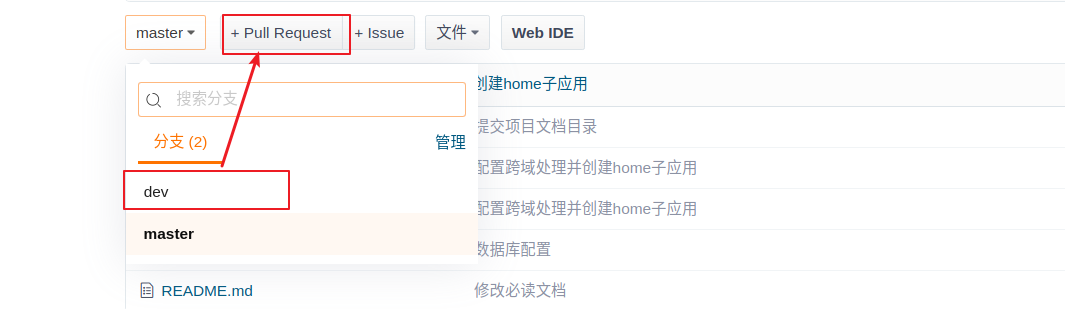 master + Pull Request + Issue 文件 Web IDE
创建home子应用
搜索分支
提交项目文档目录
分支 (2) 管理
配置跨域处理并创建home子应用
dev
配置跨域处理并创建home子应用
master
数据库配置
README.md 修改必读文档